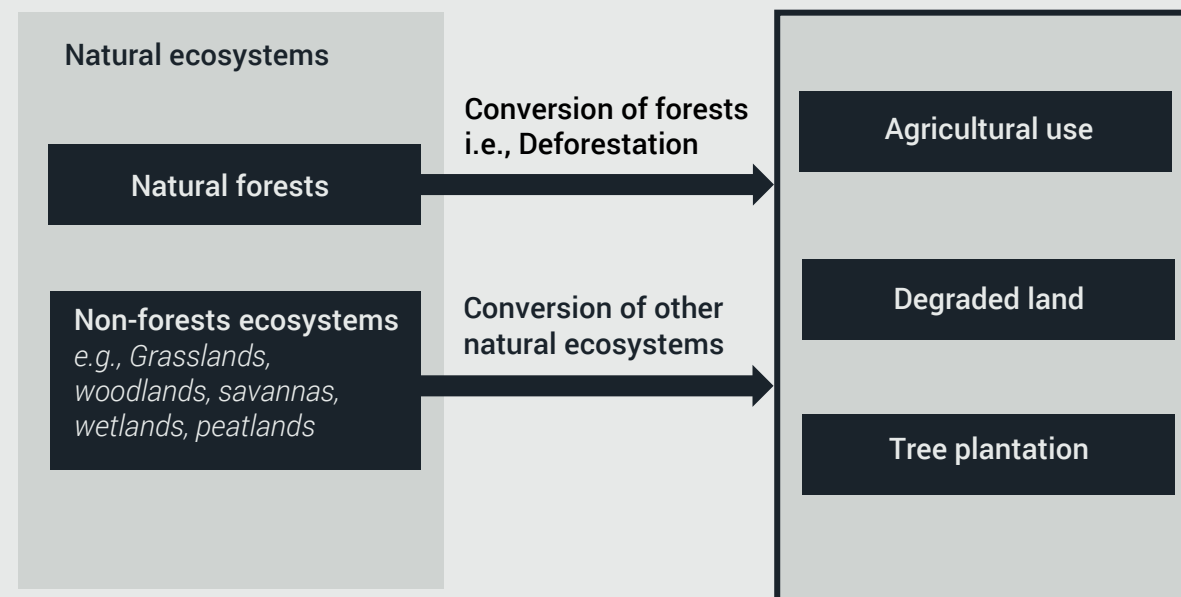 Natural ecosystems
Natural forests
Non-forests ecosystems
e.g., Grasslands,
woodlands, savannas,
wetlands, peatlands
Conversion of forests
i.e., Deforestation
Conversion of other
natural ecosystems
Agricultural use
Degraded land
Tree plantation